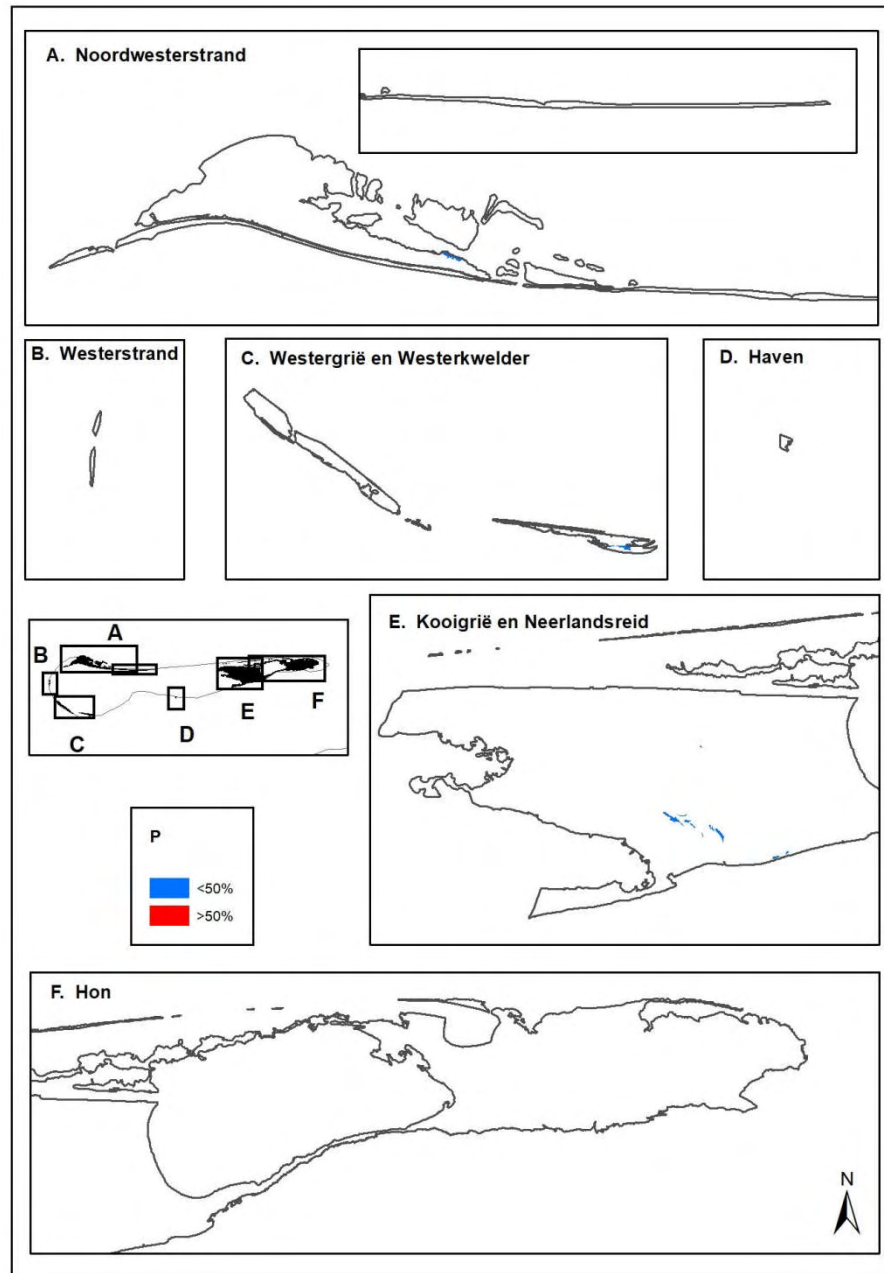 A. Noordwesterstrand
B. Westerstrand
C. Westergrië en Westerkwelder
D. Haven
A
B
C
D
E
F
E. Kooigrië en Neerlandsreid
P
<50%
>50%
F. Hon
N